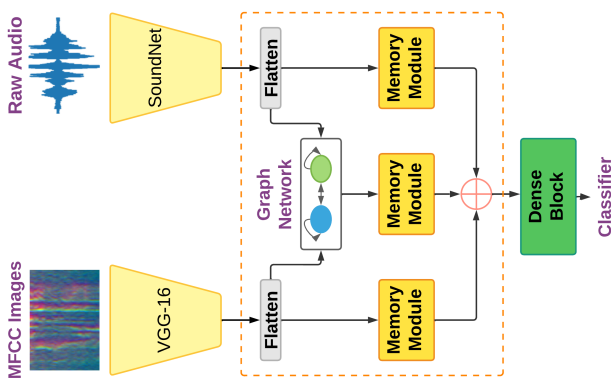 Raw Audio
SoundNet
Flatten
Memory
Module
Graph
Network
Memory
Module
Dense
Block
Classifier
MFCC Images
VGG-16
Flatten
Memory
Module